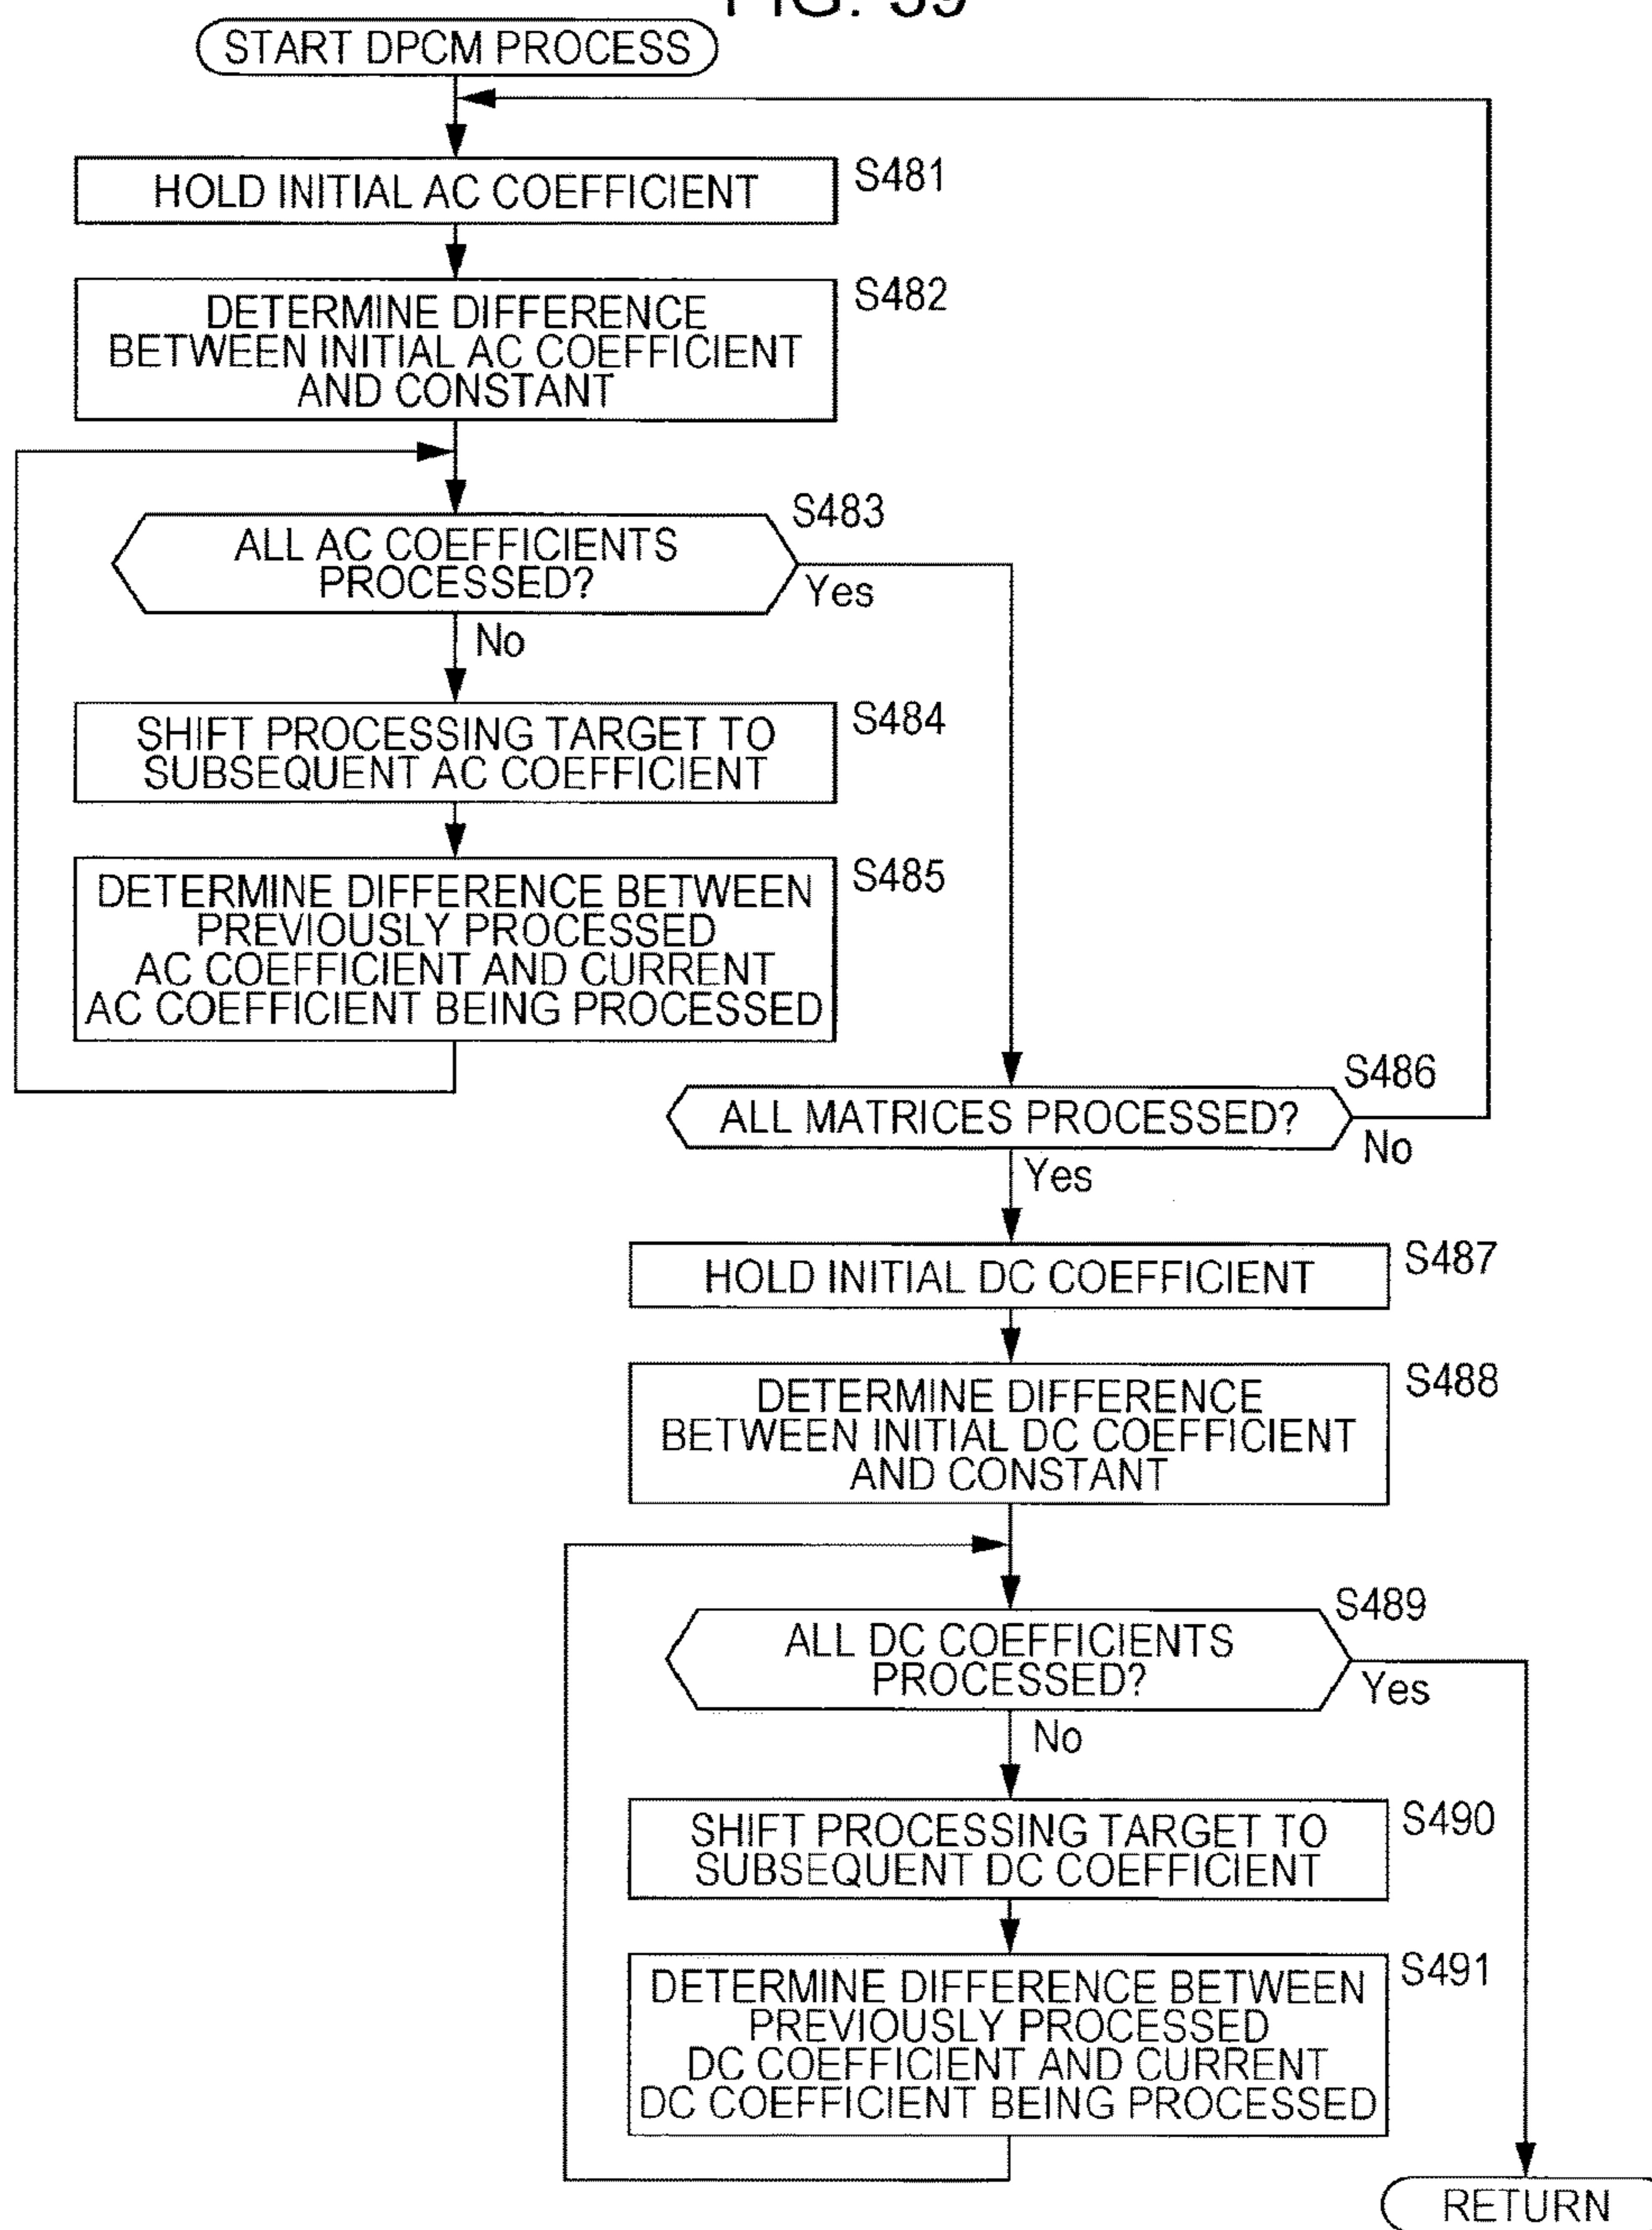 FIG. 39
START DPCM PROCESS
HOLD INITIAL AC COEFFICIENT
S481
DETERMINE DIFFERENCE
BETWEEN INITIAL AC COEFFICIENT
AND CONSTANT
S482
ALL AC COEFFICIENTS
PROCESSED?
S483
Yes
No
SHIFT PROCESSING TARGET TO
SUBSEQUENT AC COEFFICIENT
S484
DETERMINE DIFFERENCE BETWEEN
PREVIOUSLY PROCESSED
AC COEFFICIENT AND CURRENT
AC COEFFICIENT BEING PROCESSED
S485
ALL MATRICES PROCESSED?
S486
No
Yes
HOLD INITIAL DC COEFFICIENT
S487
DETERMINE DIFFERENCE
BETWEEN INITIAL DC COEFFICIENT
AND CONSTANT
S488
ALL DC COEFFICIENTS
PROCESSED?
S489
Yes
No
SHIFT PROCESSING TARGET TO
SUBSEQUENT DC COEFFICIENT
S490
DETERMINE DIFFERENCE BETWEEN
PREVIOUSLY PROCESSED
DC COEFFICIENT AND CURRENT
DC COEFFICIENT BEING PROCESSED
S491
RETURN